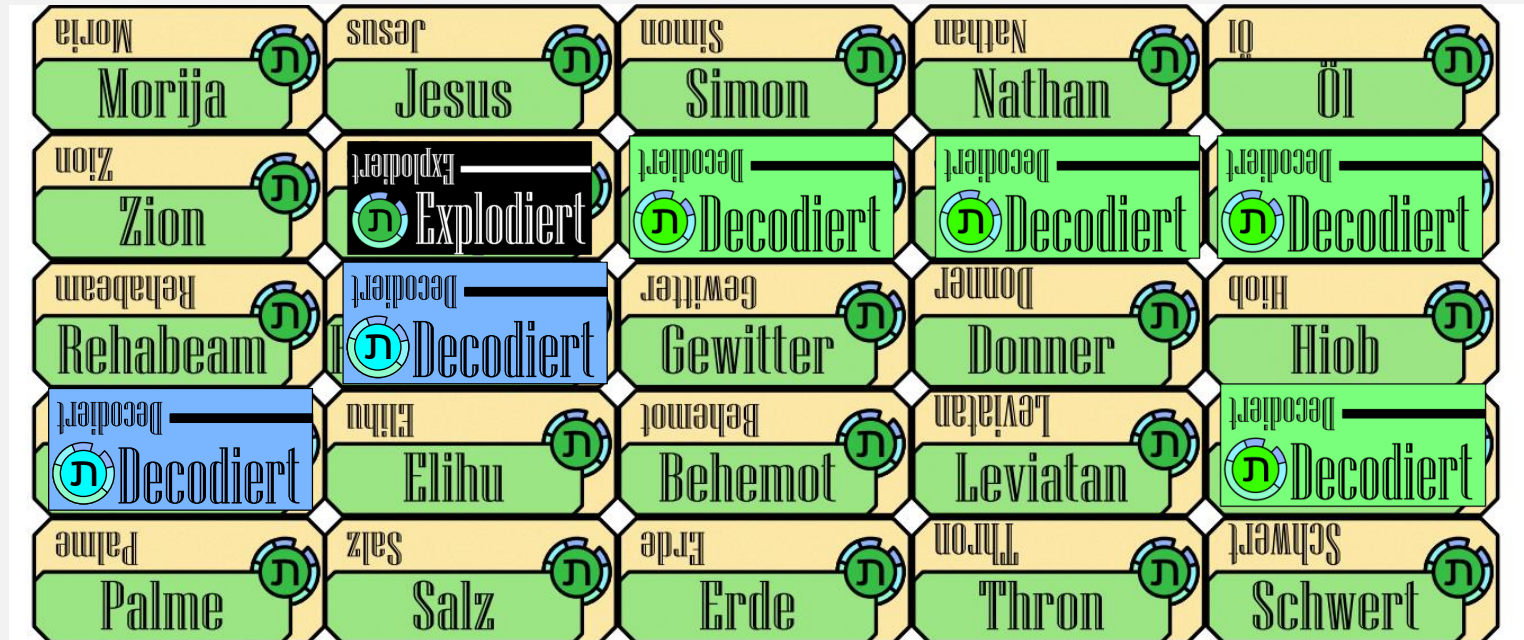 Moria Jesus Simon Nathan Öl
Morija Jesus Simon Nathan Öl
Zion Explodiert Decodiert Decodiert Decodiert
ת Zion ת Explodiert ת Decodiert ת Decodiert ת Decodiert
Rehabeam Decodiert Gewitter Donner Hiob
Rehabeam ת Decodiert Gewitter Donner Hiob
Decodiert Elihu Behemot Leviatan Decodiert
ת Decodiert Elihu Behemot Leviatan ת Decodiert
Palme Salz Erde Thron Schwert
Palme Salz Erde Thron Schwert